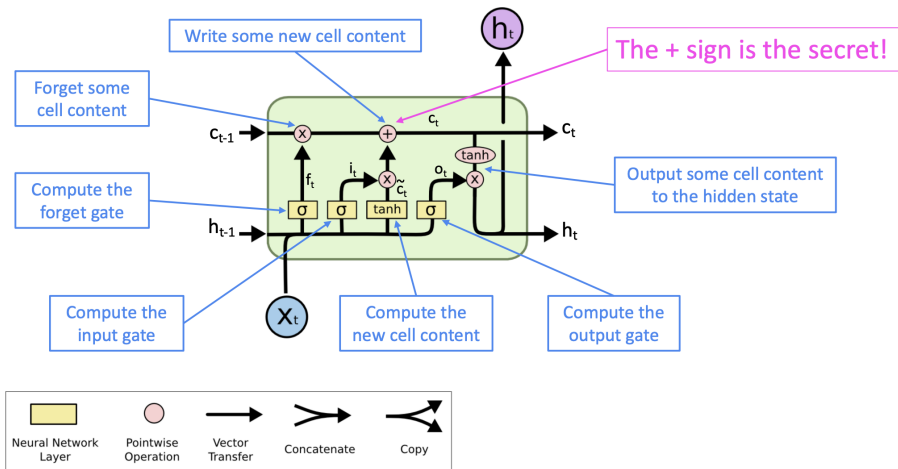 Write some new cell content
hₜ
The + sign is the secret!
Forget some
cell content
cₜ
cₜ₋₁
x
+
cₜ
tanh
Compute the
forget gate
fₜ
iₜ
x
c̃ₜ
oₜ
x
Output some cell content
to the hidden state
σ
σ
tanh
σ
hₜ₋₁
hₜ
Compute the
input gate
xₜ
Compute the
new cell content
Compute the
output gate
Neural Network
Layer
Pointwise
Operation
Vector
Transfer
Concatenate
Copy